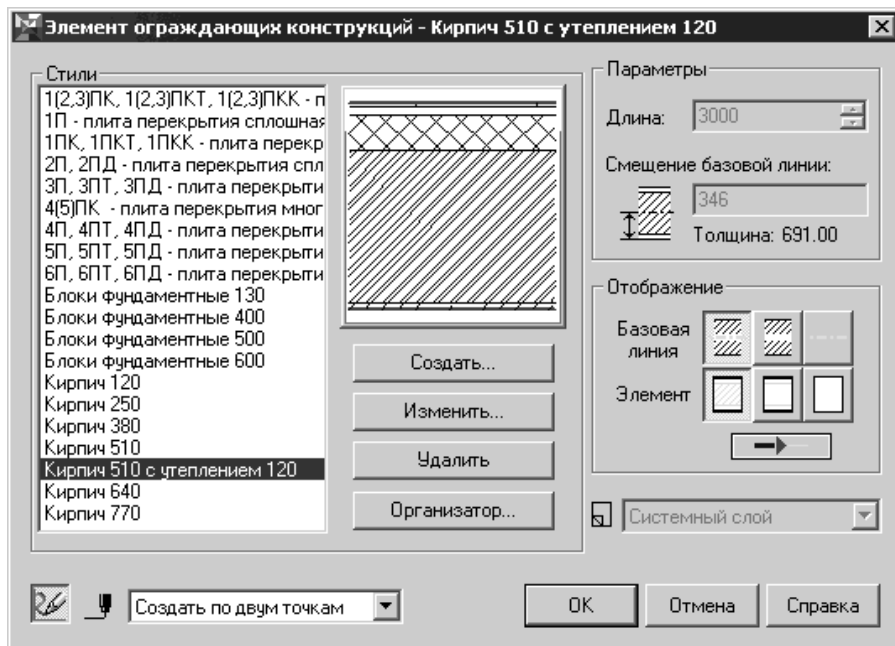 Элемент ограждающих конструкций - Кирпич 510 с утеплением 120
Стили
1(2,3)ПК, 1(2,3)ПКТ, 1(2,3)ПКК - п
1П - плита перекрытия сплошная
1ПК, 1ПКТ, 1ПКК - плита перекр
2П, 2ПД - плита перекрытия спл
3П, 3ПТ, 3ПД - плита перекрыти
4(5)ПК - плита перекрытия мног
4П, 4ПТ, 4ПД - плита перекрыти
5П, 5ПТ, 5ПД - плита перекрыти
6П, 6ПТ, 6ПД - плита перекрыти
Блоки фундаментные 130
Блоки фундаментные 400
Блоки фундаментные 500
Блоки фундаментные 600
Кирпич 120
Кирпич 250
Кирпич 380
Кирпич 510
Кирпич 510 с утеплением 120
Кирпич 640
Кирпич 770
Создать...
Изменить...
Удалить
Организатор...
Параметры
Длина: 3000
Смещение базовой линии:
346
Толщина: 691.00
Отображение
Базовая
линия
Элемент
Системный слой
Создать по двум точкам
OK
Отмена
Справка